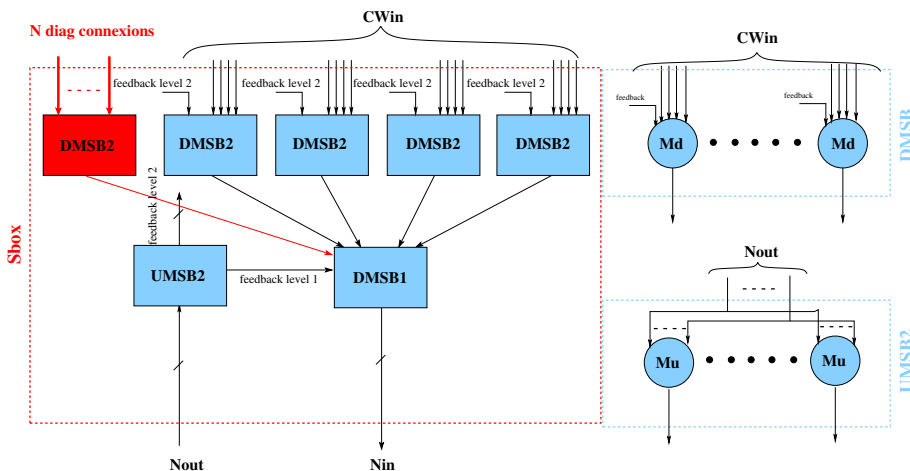 N diag connexions
CWin
CWin
feedback level 2
feedback level 2
feedback level 2
feedback level 2
feedback
feedback
DMSB2
DMSB2
DMSB2
DMSB2
DMSB2
Md
Md
DMSB
feedback level 2
Sbox
UMSB2
feedback level 1
DMSB1
Nout
Mu
Mu
UMSB2
Nout
Nin